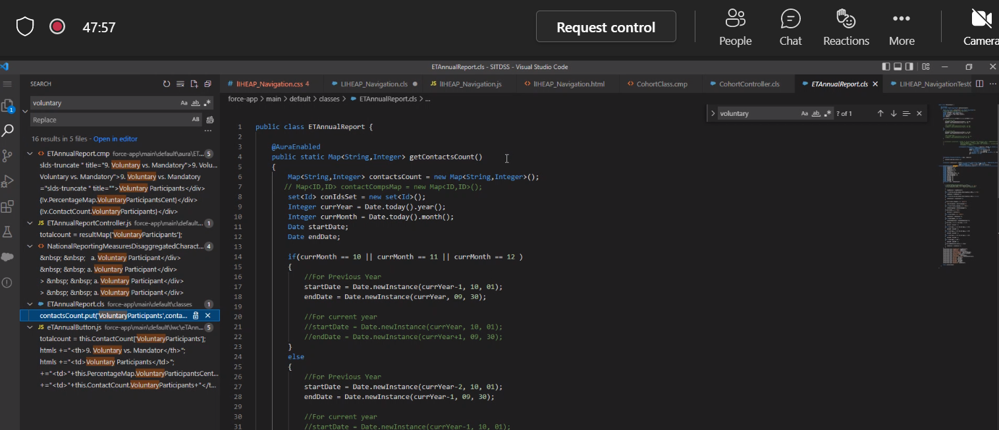 47:57
Request control
People
Chat
Reactions
More
Camera
ETAnnualReport.cls - SITDSS - Visual Studio Code
SEARCH
voluntary
Aa ab .*
Replace
AB
16 results in 5 files - Open in editor
ETAnnualReport.cmp force-app\main\default\aura\ET... 5
slds-truncate " title="9. Voluntary vs. Mandatory">9. Volu...
Voluntary vs. Mandatory">9. Voluntary vs. Mandatory
="slds-truncate " title="">Voluntary Participants</div>
{!v.PercentageMap.VoluntaryParticipantsCent}</div>
{!v.ContactCount.VoluntaryParticipants}</div>
JS ETAnnualReportController.js force-app\main\default... 1
totalcount = resultMap['VoluntaryParticipants'];
NationalReportingMeasuresDisaggregatedCharact... 4
&nbsp; &nbsp; a. Voluntary Participant</div>
&nbsp; &nbsp; a. Voluntary Participant</div>
> &nbsp; &nbsp; a. Voluntary Participant</div>
> &nbsp; &nbsp; a. Voluntary Participant</div>
ETAnnualReport.cls force-app\main\default\classes 1
contactsCount.put('VoluntaryParticipants',conta...
JS eTAnnualButton.js force-app\main\default\lwc\eTAnn... 5
totalcount = this.ContactCount['VoluntaryParticipants'];
htmls +="<th>9. Voluntary vs. Mandator</th>";
htmls +="<td>Voluntary Participants</td>";
+="<td>"+this.PercentageMap.VoluntaryParticipantsCent...
+="<td>"+this.ContactCount.VoluntaryParticipants+"</t...
1
# lIHEAP_Navigation.css 4
LIHEAP_Navigation.cls
JS lIHEAP_Navigation.js
<> lIHEAP_Navigation.html
<> CohortClass.cmp
CohortController.cls
ETAnnualReport.cls
LIHEAP_NavigationTestC
force-app > main > default > classes > ETAnnualReport.cls > ...
voluntary
Aa ab .*
? of 1
1 public class ETAnnualReport {
2
3 @AuraEnabled
4 public static Map<String,Integer> getContactsCount()
5 {
6 Map<String,Integer> contactsCount = new Map<String,Integer>();
7 // Map<ID,ID> contactCompsMap = new Map<ID,ID>();
8 set<Id> conIdsSet = new set<Id>();
9 Integer currYear = Date.today().year();
10 Integer currMonth = Date.today().month();
11 Date startDate;
12 Date endDate;
13
14 if(currMonth == 10 || currMonth == 11 || currMonth == 12 )
15 {
16 //For Previous Year
17 startDate = Date.newInstance(currYear-1, 10, 01);
18 endDate = Date.newInstance(currYear, 09, 30);
19
20 //For current year
21 //startDate = Date.newInstance(currYear, 10, 01);
22 //endDate = Date.newInstance(currYear+1, 09, 30);
23 }
24 else
25 {
26 //For Previous Year
27 startDate = Date.newInstance(currYear-2, 10, 01);
28 endDate = Date.newInstance(currYear-1, 09, 30);
29
30 //For current year
31 //startDate = Date.newInstance(currYear-1, 10, 01);